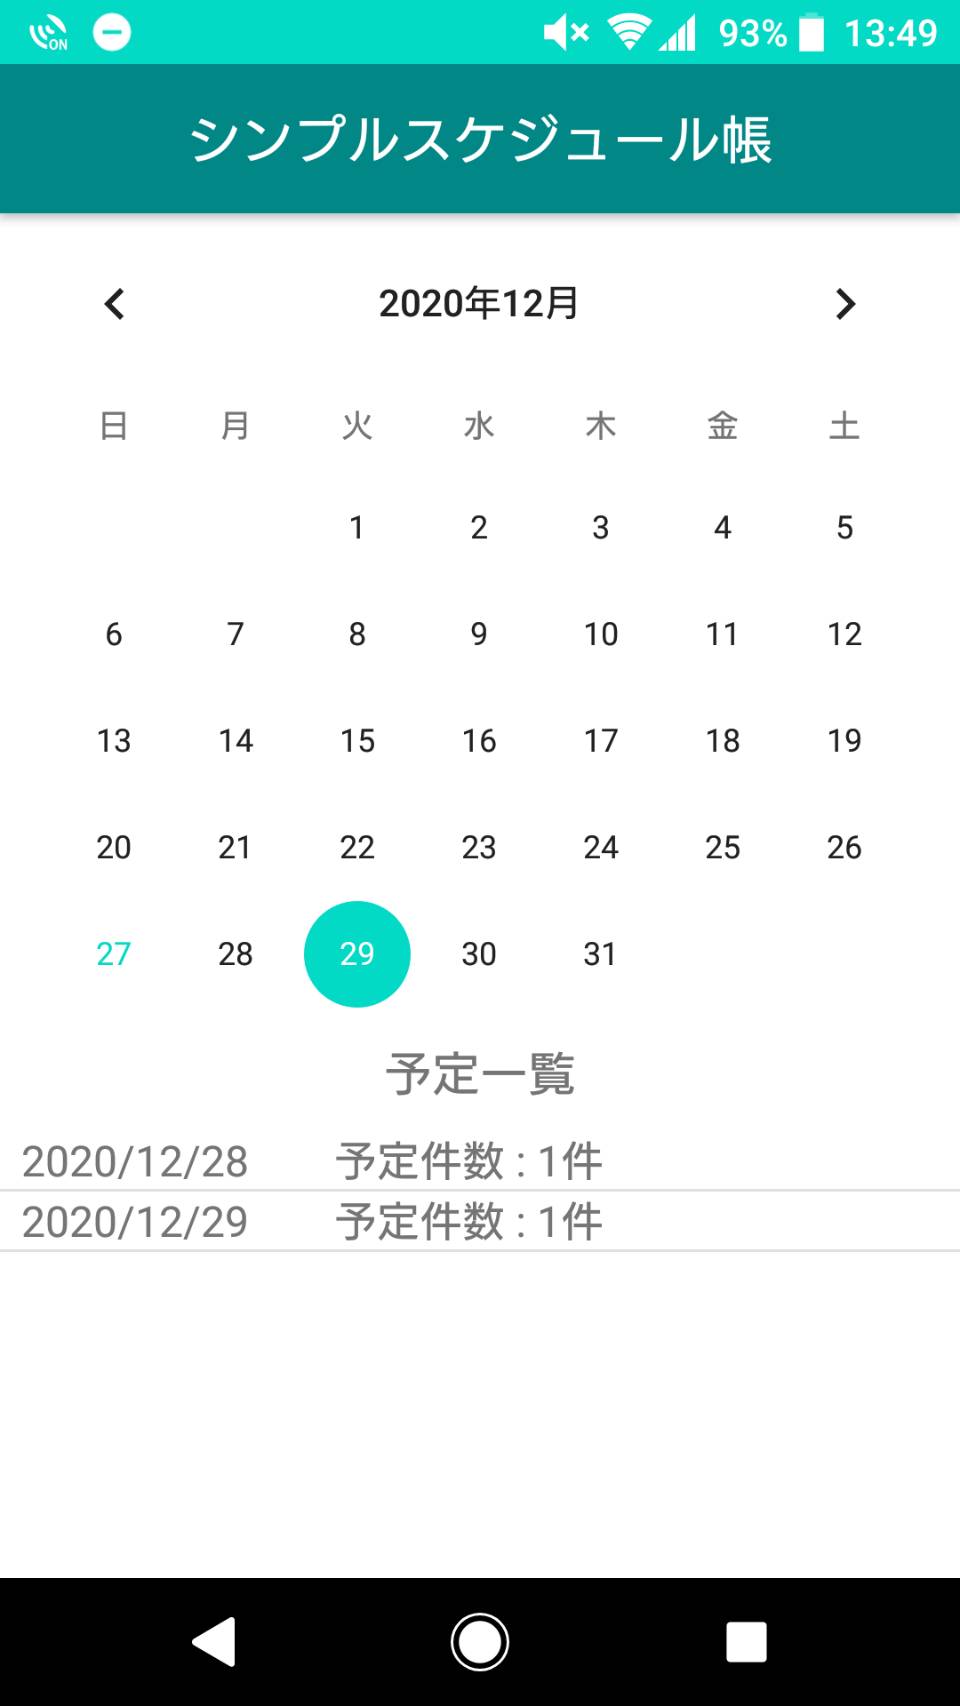 ON 93% 13:49
シンプルスケジュール帳
2020年12月
日 月 火 水 木 金 土
1 2 3 4 5
6 7 8 9 10 11 12
13 14 15 16 17 18 19
20 21 22 23 24 25 26
27 28 29 30 31
予定一覧
2020/12/28 予定件数 : 1件
2020/12/29 予定件数 : 1件